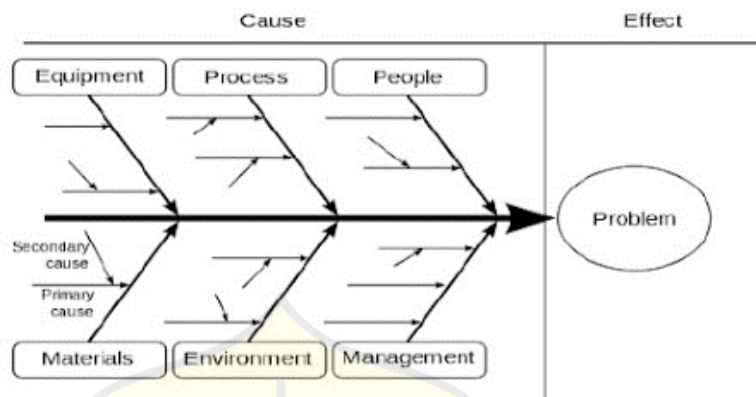 Cause Effect
Equipment Process People
Problem
Secondary
cause
Primary
cause
Materials Environment Management